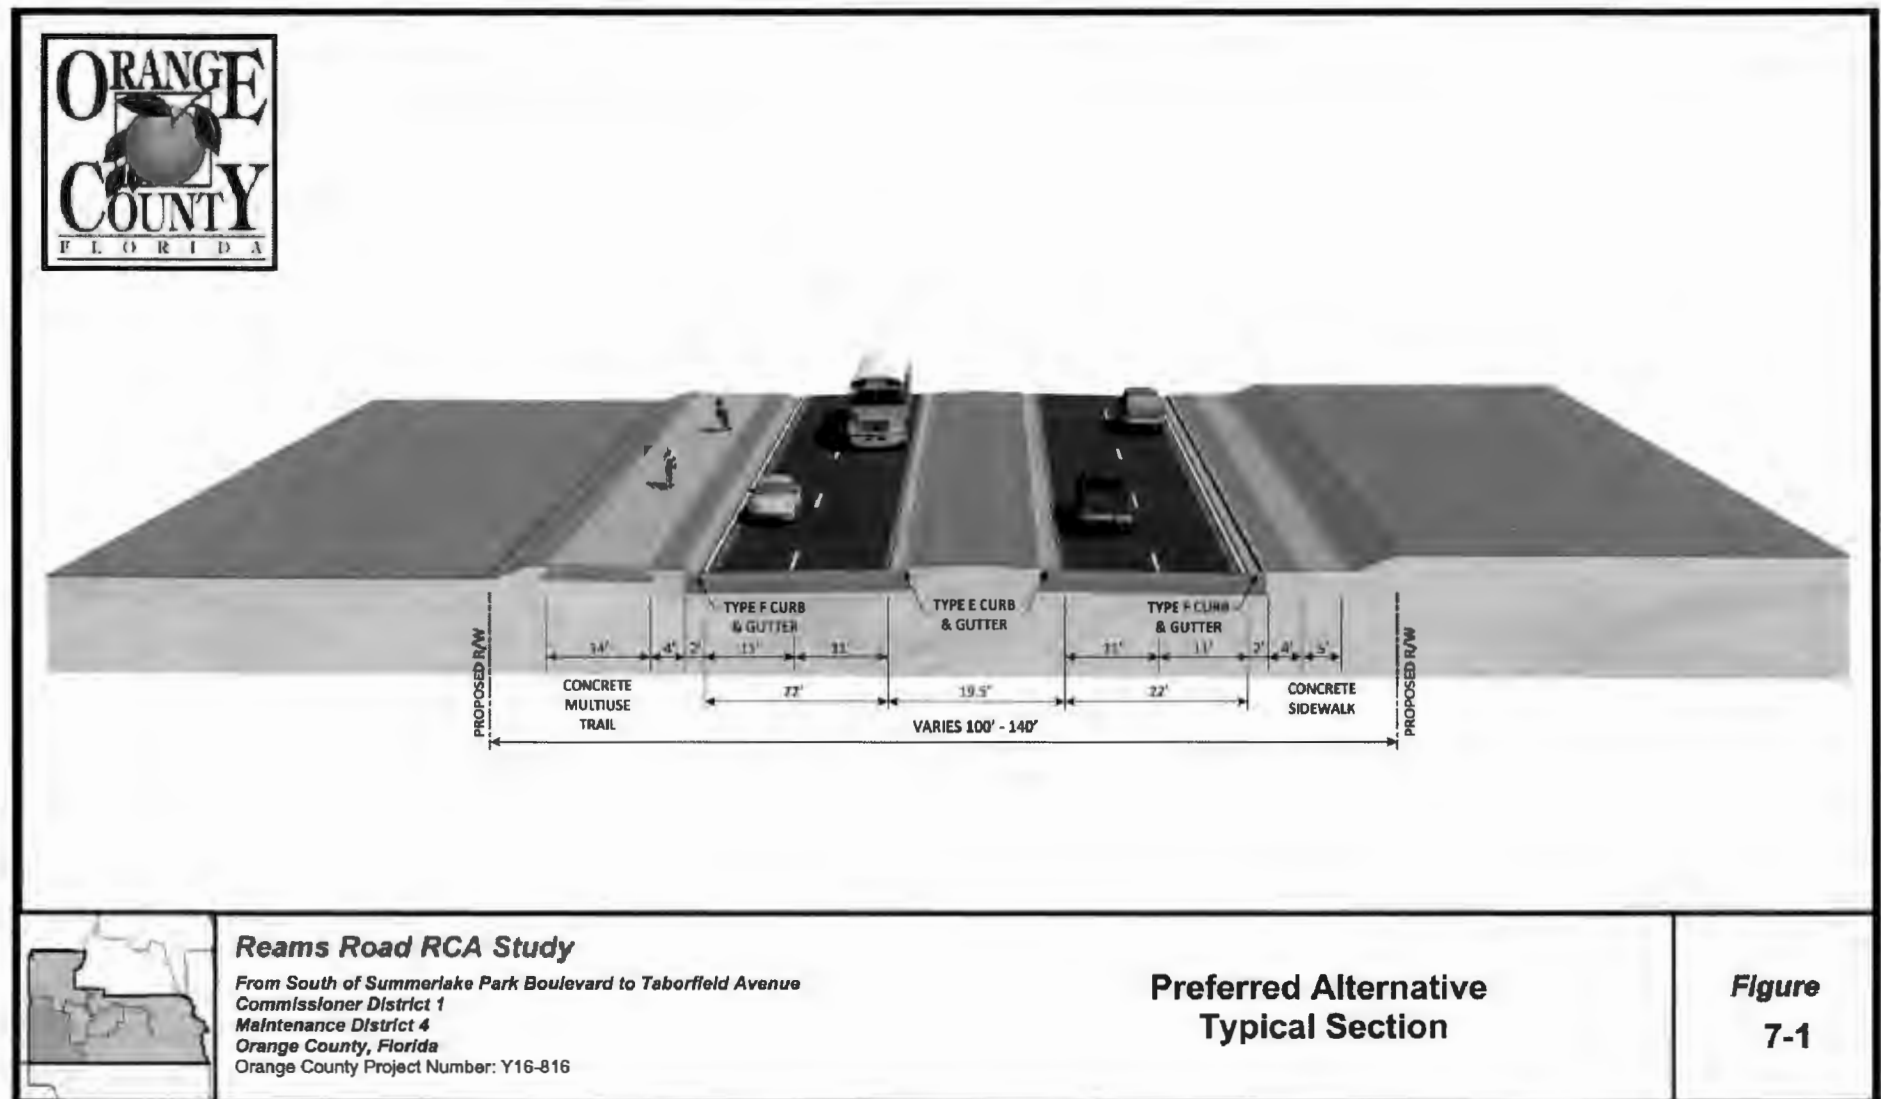 ORANGE
COUNTY
FLORIDA
TYPE F CURB
& GUTTER
TYPE E CURB
& GUTTER
TYPE F CURB
& GUTTER
PROPOSED R/W
14' 4' 2' 11' 11' 11' 11' 2' 4' 5'
PROPOSED R/W
CONCRETE
MULTIUSE
TRAIL
22' 19.5' 22'
CONCRETE
SIDEWALK
VARIES 100' - 140'
Reams Road RCA Study
From South of Summerlake Park Boulevard to Taborfield Avenue
Commissioner District 1
Maintenance District 4
Orange County, Florida
Orange County Project Number: Y16-816
Preferred Alternative
Typical Section
Figure
7-1